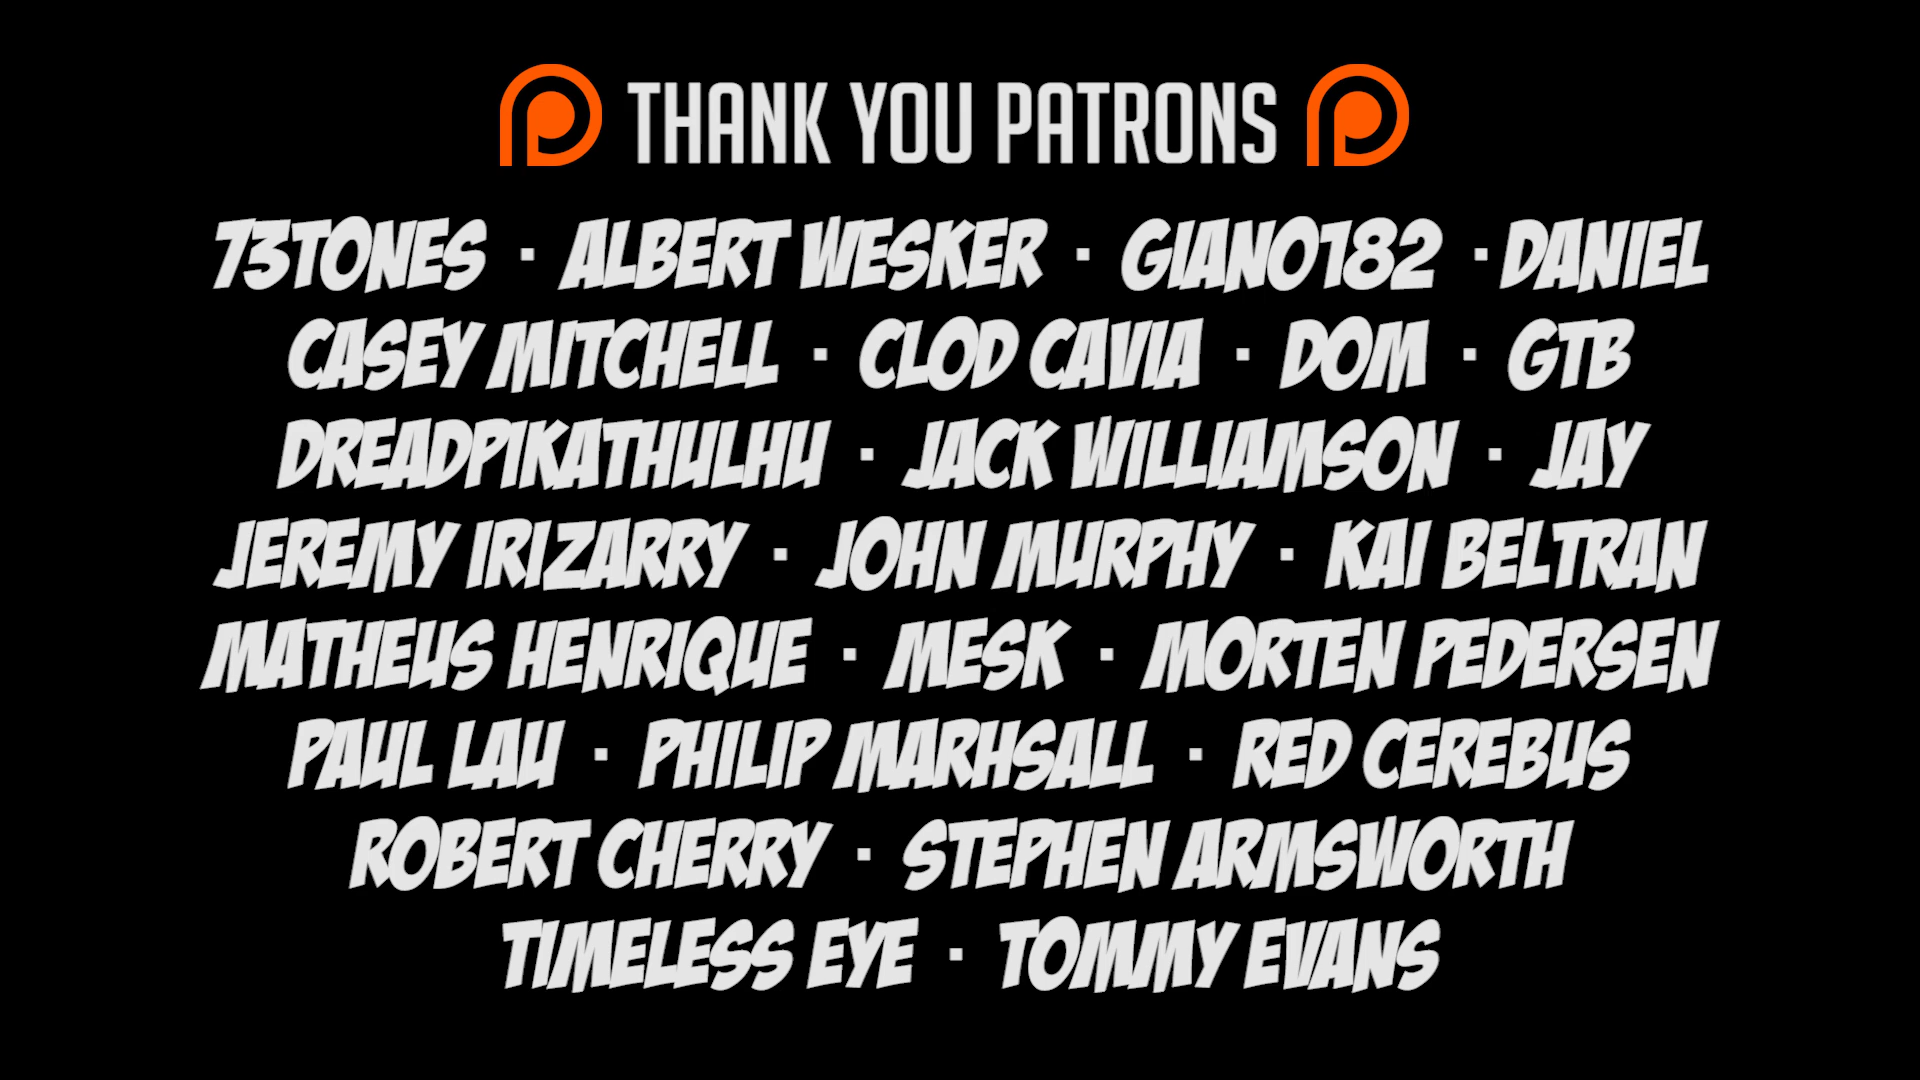 THANK YOU PATRONS
73TONES · ALBERT WESKER · GIANO182 · DANIEL
CASEY MITCHELL · CLOD CAVIA · DOM · GTB
DREADPIKATHULHU · JACK WILLIAMSON · JAY
JEREMY IRIZARRY · JOHN MURPHY · KAI BELTRAN
MATHEUS HENRIQUE · MESK · MORTEN PEDERSEN
PAUL LAU · PHILIP MARHSALL · RED CEREBUS
ROBERT CHERRY · STEPHEN ARMSWORTH
TIMELESS EYE · TOMMY EVANS